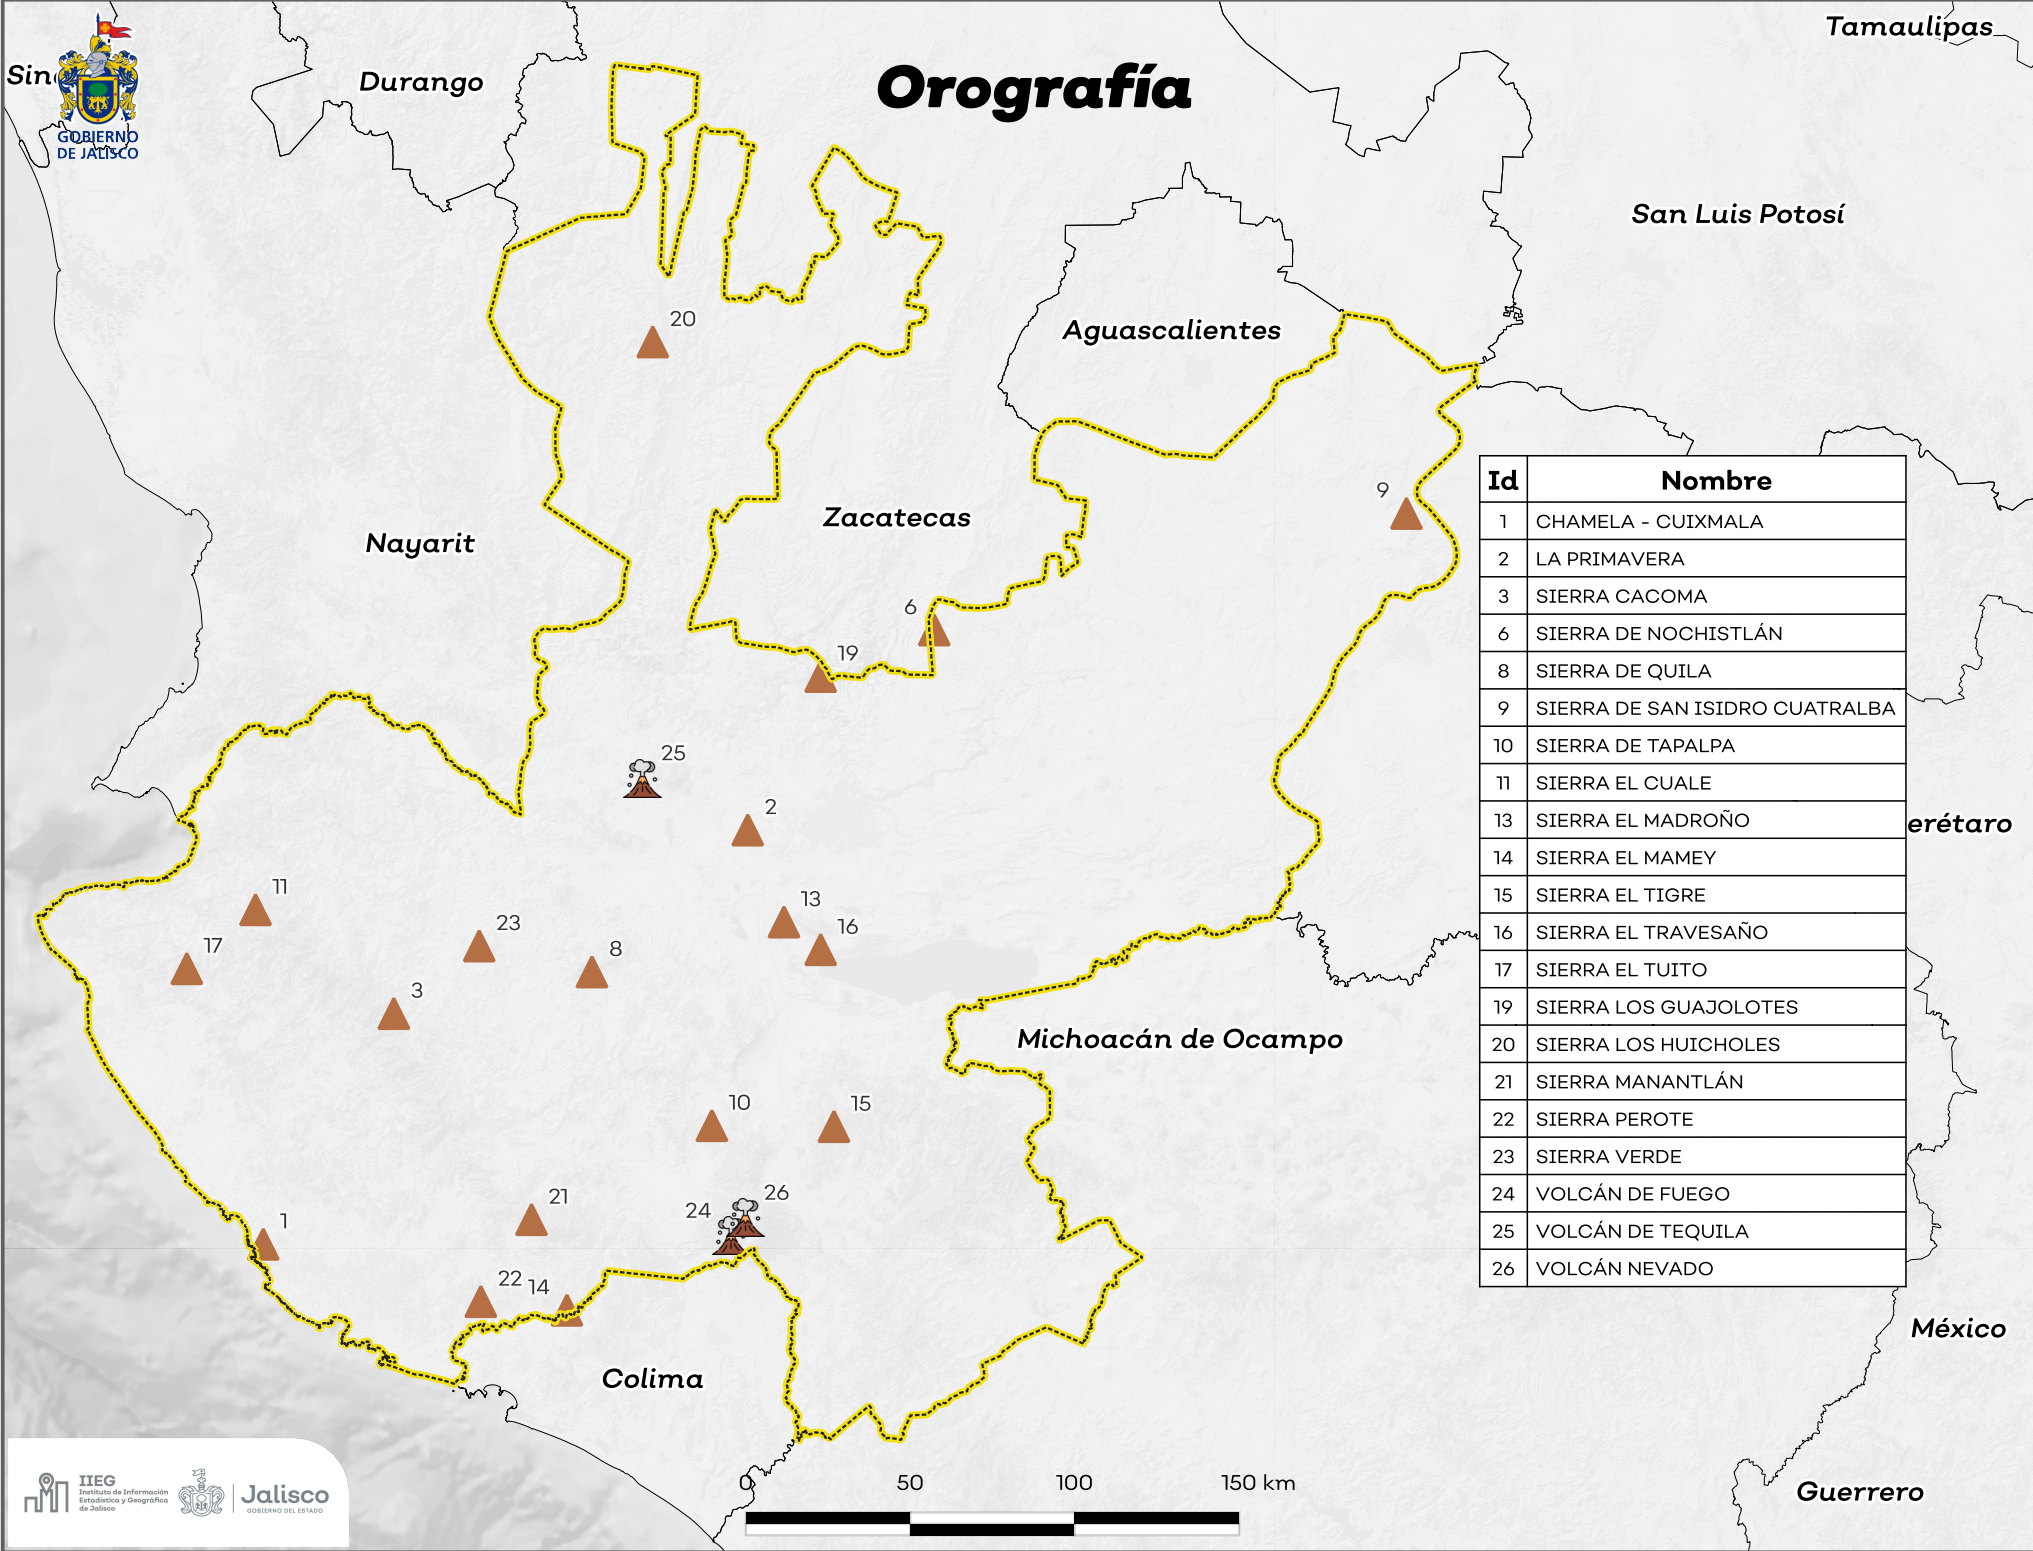 Tamaulipas
Sin
Durango
Orografía
GOBIERNO
DE JALISCO
San Luis Potosí
20
Aguascalientes
9
Zacatecas
Nayarit
6
19
25
2
11
13
23
16
17
8
3
Michoacán de Ocampo
10
15
21
26
24
1
22
14
Colima
erétaro
México
Guerrero
Id Nombre
1 CHAMELA - CUIXMALA
2 LA PRIMAVERA
3 SIERRA CACOMA
6 SIERRA DE NOCHISTLÁN
8 SIERRA DE QUILA
9 SIERRA DE SAN ISIDRO CUATRALBA
10 SIERRA DE TAPALPA
11 SIERRA EL CUALE
13 SIERRA EL MADROÑO
14 SIERRA EL MAMEY
15 SIERRA EL TIGRE
16 SIERRA EL TRAVESAÑO
17 SIERRA EL TUITO
19 SIERRA LOS GUAJOLOTES
20 SIERRA LOS HUICHOLES
21 SIERRA MANANTLÁN
22 SIERRA PEROTE
23 SIERRA VERDE
24 VOLCÁN DE FUEGO
25 VOLCÁN DE TEQUILA
26 VOLCÁN NEVADO
0 50 100 150 km
IIEG
Instituto de Información
Estadística y Geográfica
de Jalisco
Jalisco
GOBIERNO DEL ESTADO